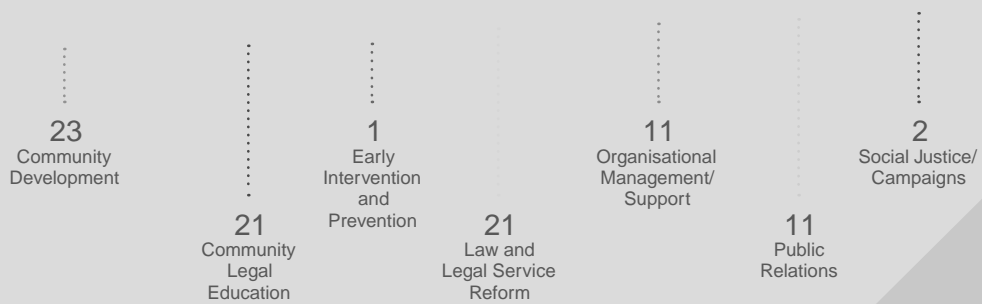 23
Community
Development
21
Community
Legal
Education
1
Early
Intervention
and
Prevention
21
Law and
Legal Service
Reform
11
Organisational
Management/
Support
11
Public
Relations
2
Social Justice/
Campaigns